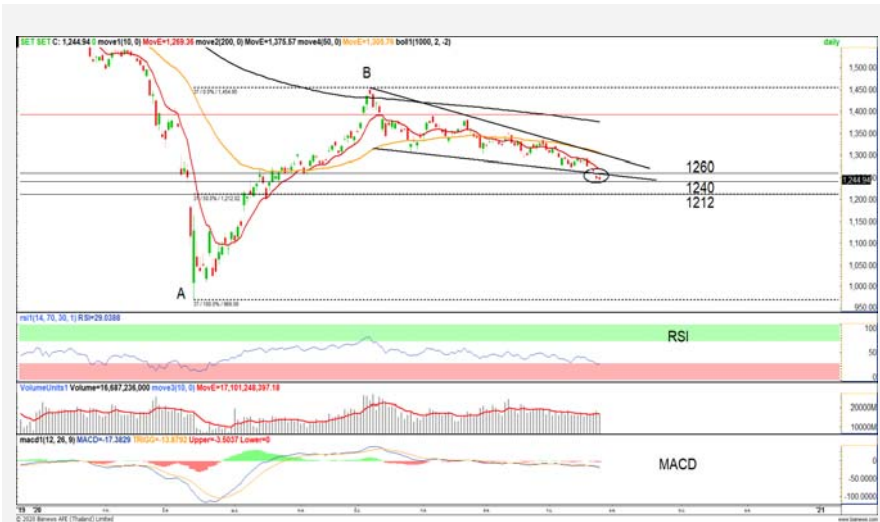 SET SET C: 1,244.94 0 move1(10, 0) MovE=1,269.36 move2(200, 0) MovE=1,375.57 move4(50, 0) MovE=1,305.79 boll1(1000, 2, -2) daily
B
1,500.00
1,450.00
1,400.00
1,350.00
1,300.00
1260
1,244.94
1240
1212
1,200.00
1,150.00
1,100.00
1,050.00
1,000.00
950.00
A
rsi1(14, 70, 30, 1) RSI=29.0388
RSI
100
50
0
VolumeUnits1 Volume=16,687,236,000 move3(10, 0) MovE=17,101,248,397.18
20000M
10000M
macd1(12, 26, 9) MACD=-17.3829 TRIGG=-13.8792 Upper=-3.5037 Lower=0
MACD
0
-50.0000
-100.0000
'19 '20 '21
© 2020 Bisnews AFE (Thailand) Limited www.bisnews.com